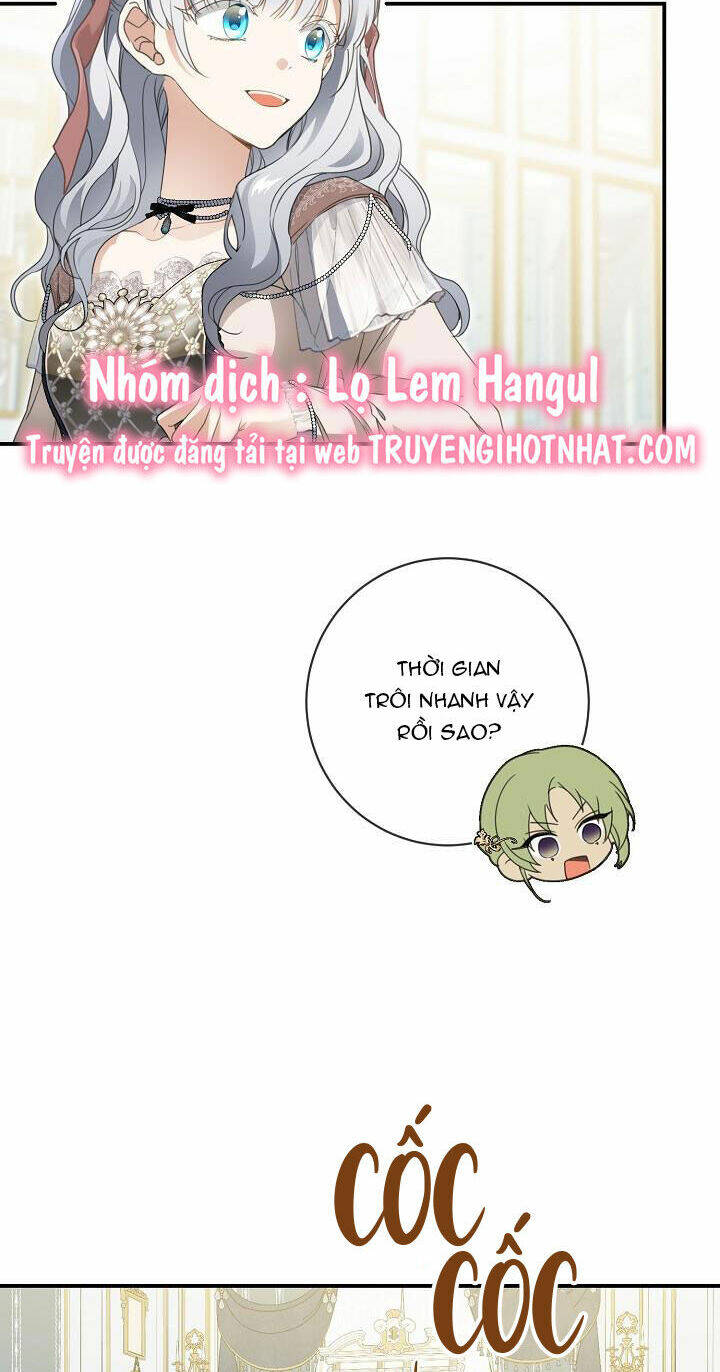 Nhóm dịch : Lọ Lem Hangul
Truyện được đăng tải tại web TRUYENGIHOTNHAT.COM
THỜI GIAN
TRÔI NHANH VẬY
RỒI SAO?
CỐC
CỐC